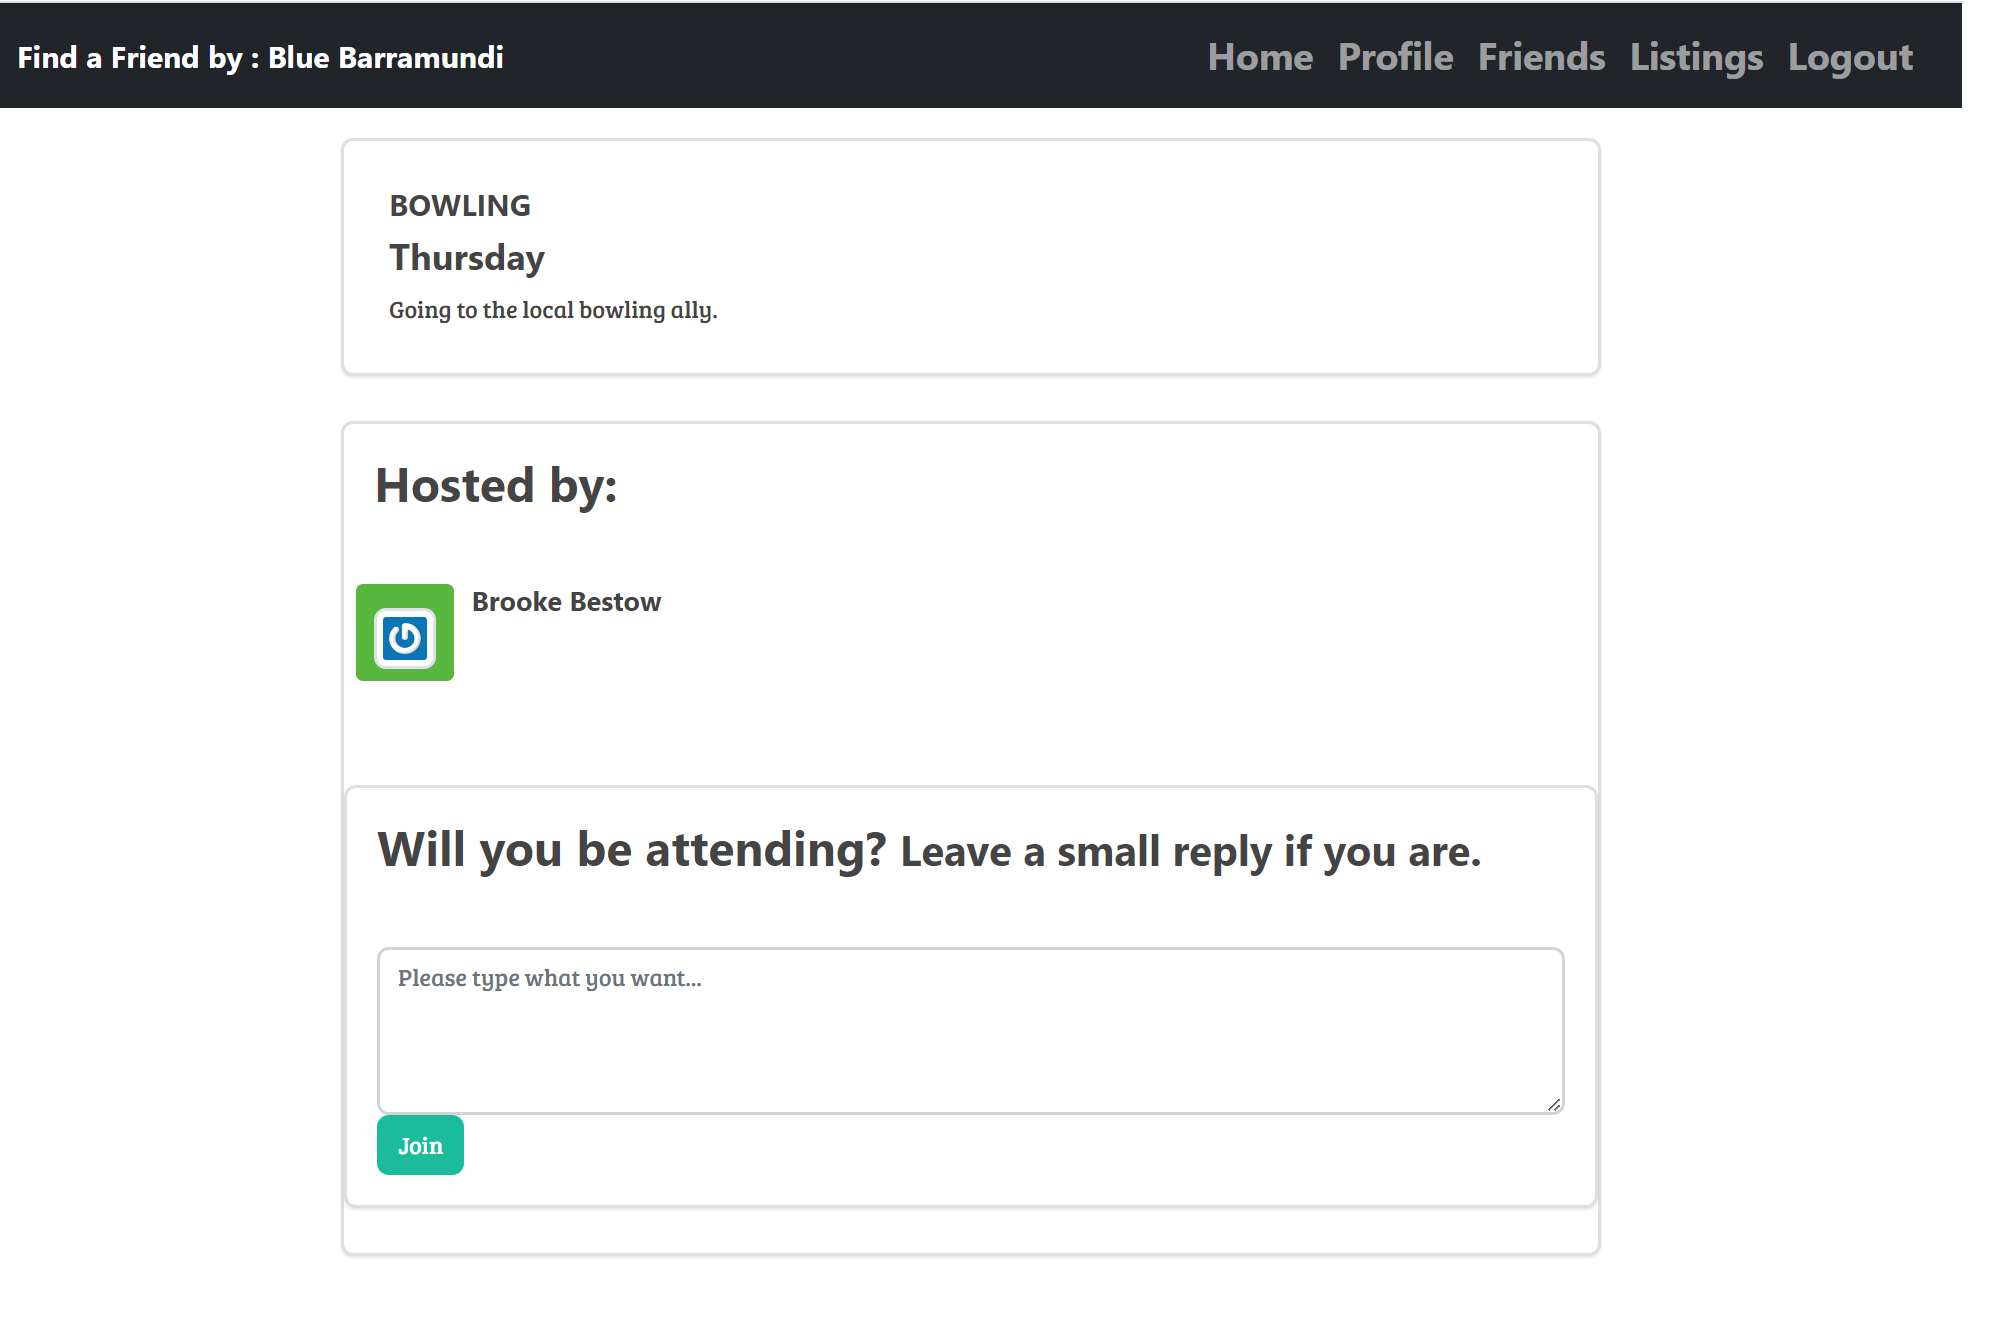 Find a Friend by : Blue Barramundi
Home Profile Friends Listings Logout
BOWLING
Thursday
Going to the local bowling ally.
Hosted by:
Brooke Bestow
Will you be attending? Leave a small reply if you are.
Please type what you want...
Join